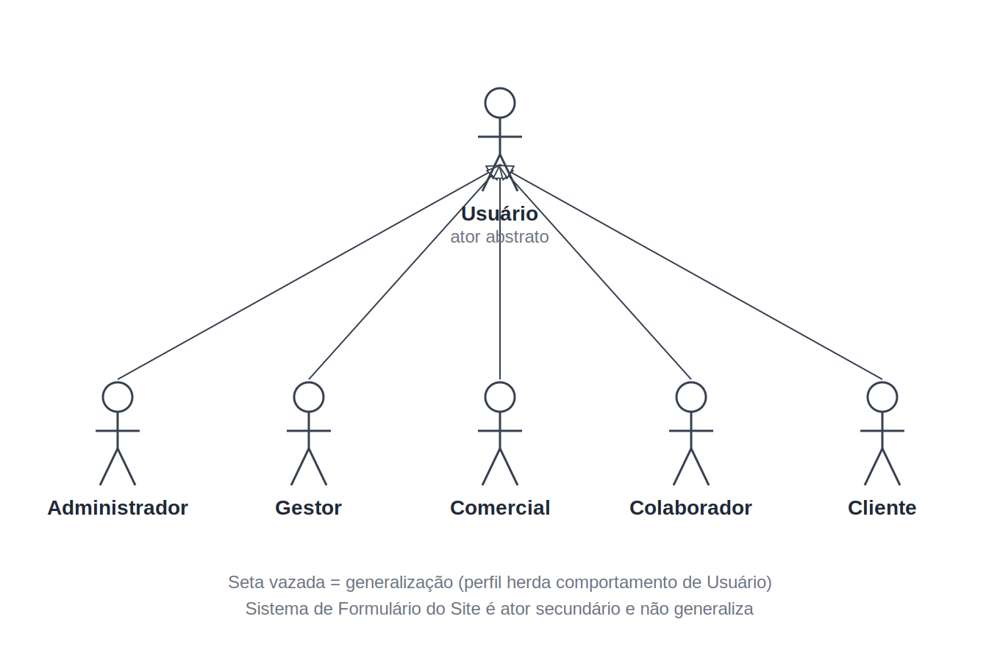 Usuário
ator abstrato
Administrador
Gestor
Comercial
Colaborador
Cliente
Seta vazada = generalização (perfil herda comportamento de Usuário)
Sistema de Formulário do Site é ator secundário e não generaliza